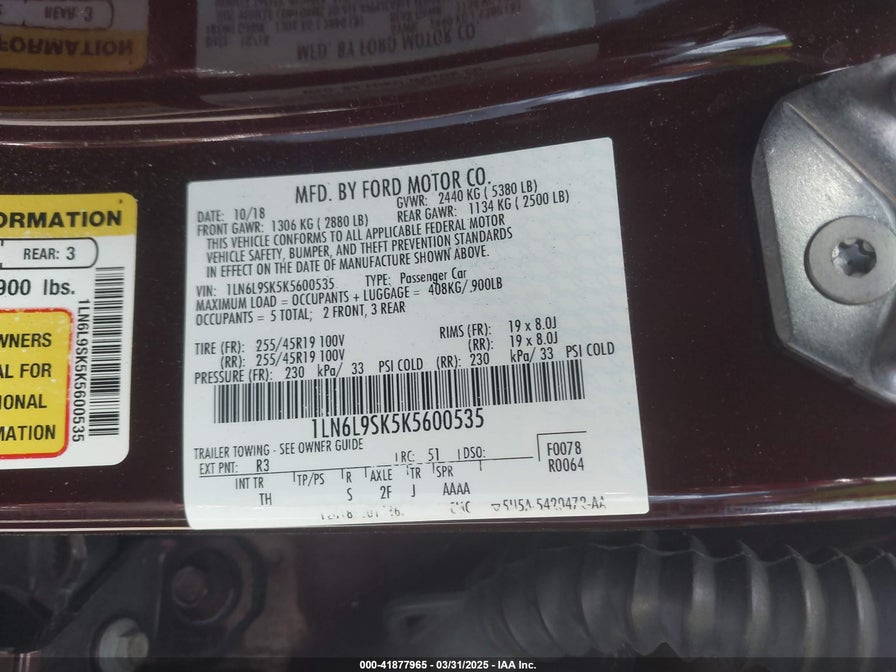 MFD. BY FORD MOTOR CO.
ORMATION
REAR: 3
900 lbs.
WNERS
AL FOR
IONAL
MATION
1LN6L9SK5K5600535
MFD. BY FORD MOTOR CO.
DATE: 10/18 GVWR: 2440 KG ( 5380 LB)
FRONT GAWR: 1306 KG ( 2880 LB) REAR GAWR: 1134 KG ( 2500 LB)
THIS VEHICLE CONFORMS TO ALL APPLICABLE FEDERAL MOTOR
VEHICLE SAFETY, BUMPER, AND THEFT PREVENTION STANDARDS
IN EFFECT ON THE DATE OF MANUFACTURE SHOWN ABOVE.
VIN: 1LN6L9SK5K5600535 TYPE: Passenger Car
MAXIMUM LOAD = OCCUPANTS + LUGGAGE = 408KG/ 900LB
OCCUPANTS = 5 TOTAL; 2 FRONT, 3 REAR
TIRE (FR): 255/45R19 100V RIMS (FR): 19 x 8.0J
(RR): 255/45R19 100V (RR): 19 x 8.0J
PRESSURE (FR): 230 kPa/ 33 PSI COLD (RR): 230 kPa/ 33 PSI COLD
1LN6L9SK5K5600535
TRAILER TOWING - SEE OWNER GUIDE
EXT PNT: R3 RC: 51 DSO: F0078
R0064
INT TR TP/PS R AXLE TR SPR
TH S 2F J AAAA
000-41877965 - 03/31/2025 - IAA Inc.